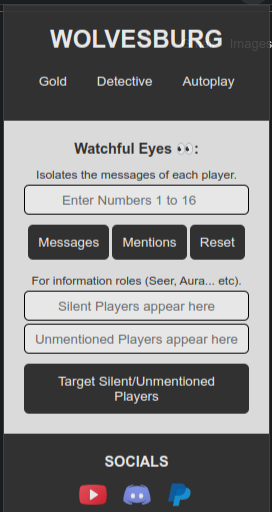 WOLVESBURG
Images
Gold Detective Autoplay
Watchful Eyes 👀:
Isolates the messages of each player.
Enter Numbers 1 to 16
Messages Mentions Reset
For information roles (Seer, Aura... etc).
Silent Players appear here
Unmentioned Players appear here
Target Silent/Unmentioned
Players
SOCIALS